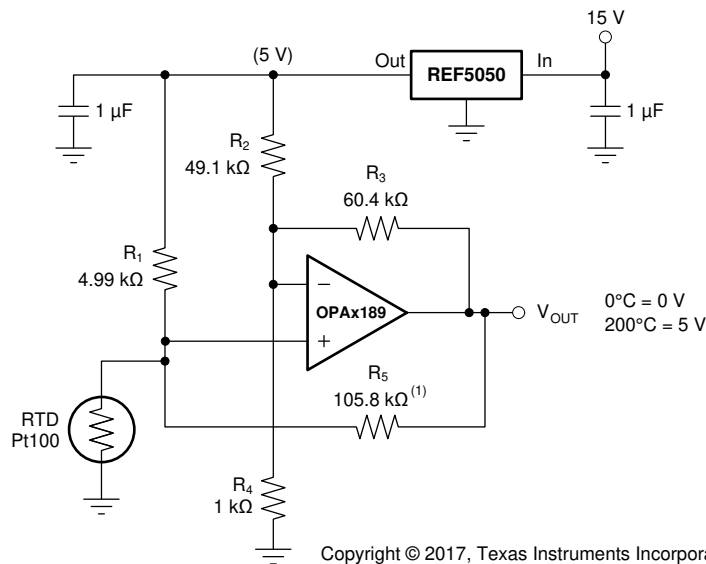 15 V
(5 V)
Out
REF5050
In
1 µF
1 µF
R2
49.1 kΩ
R3
60.4 kΩ
R1
4.99 kΩ
−
OPAx189
+
VOUT
0°C = 0 V
200°C = 5 V
R5
105.8 kΩ(1)
RTD
Pt100
R4
1 kΩ
Copyright © 2017, Texas Instruments Incorpora